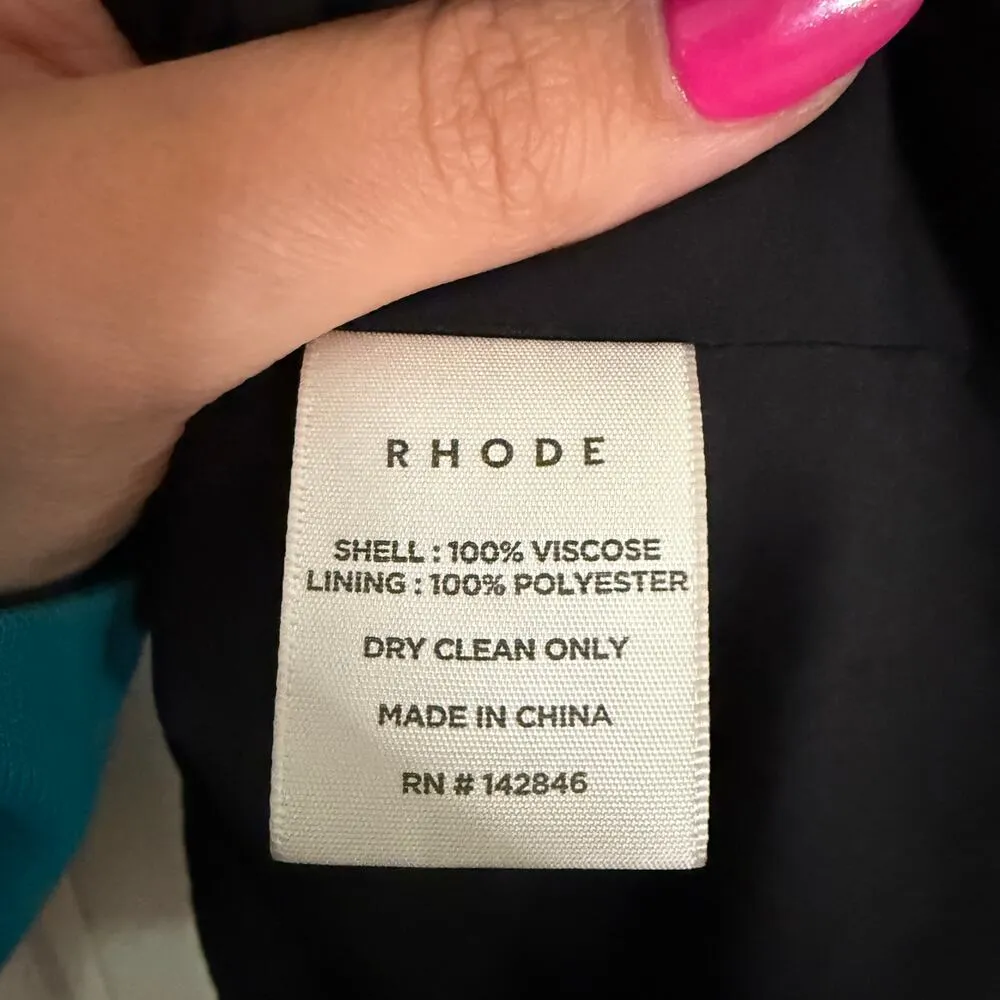 RHODE
SHELL : 100% VISCOSE
LINING : 100% POLYESTER
DRY CLEAN ONLY
MADE IN CHINA
RN # 142846